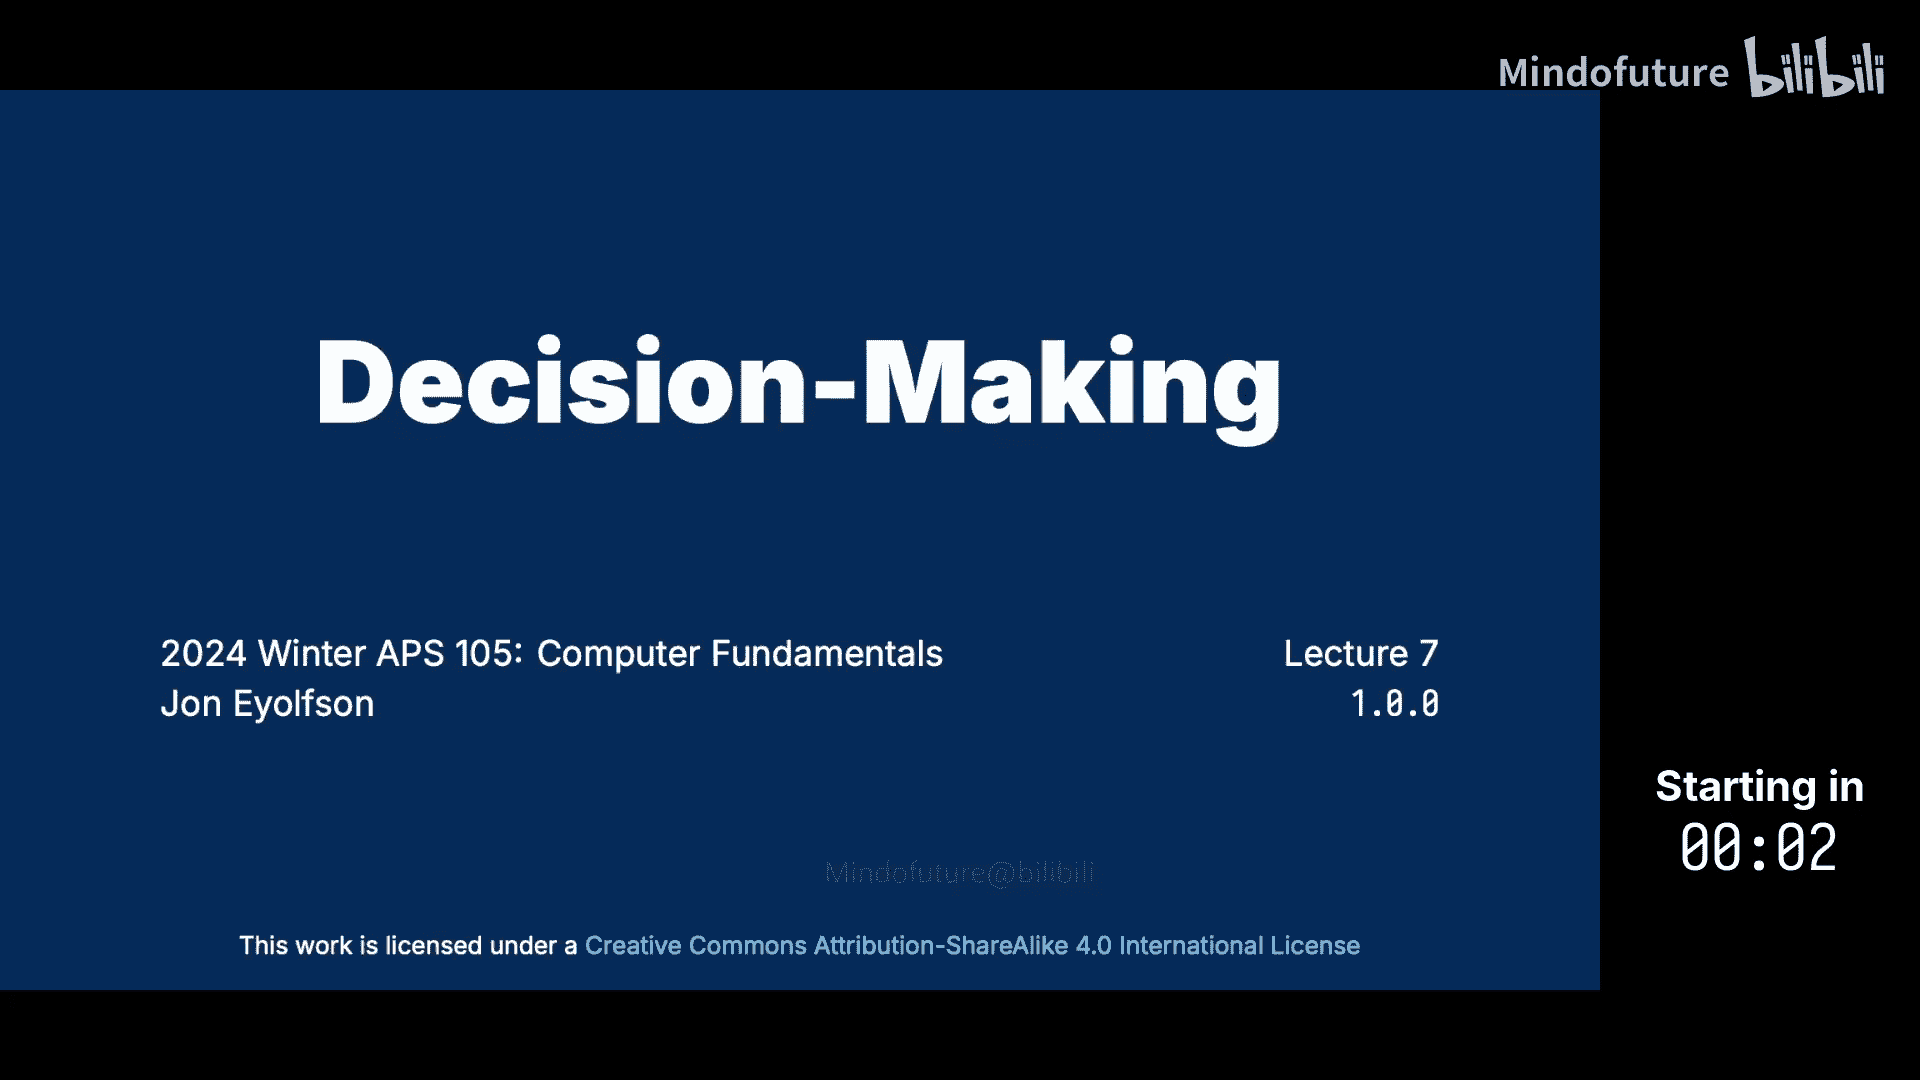 Mindofuture bilibili
Decision-Making
2024 Winter APS 105: Computer Fundamentals
Lecture 7
Jon Eyolfson
1.0.0
Starting in
00:02
Mindofuture@bilibili
This work is licensed under a Creative Commons Attribution-ShareAlike 4.0 International License